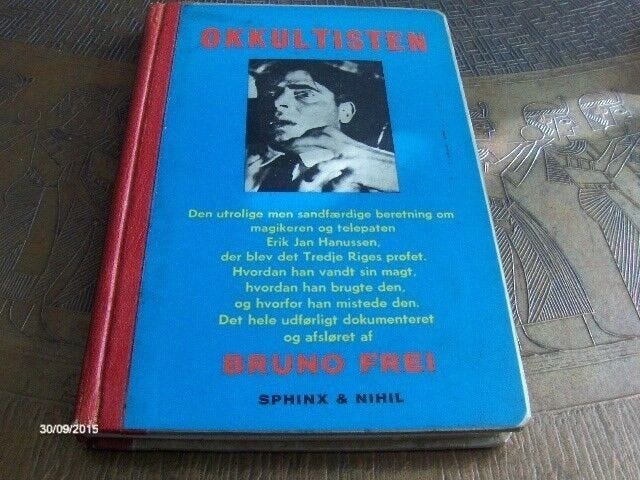 OKKULTISTEN
Den utrolige men sandfærdige beretning om
magikeren og telepaten
Erik Jan Hanussen,
der blev det Tredje Riges profet.
Hvordan han vandt sin magt,
hvordan han brugte den,
og hvorfor han mistede den.
Det hele udførligt dokumenteret
og afsløret af
BRUNO FREI
SPHINX & NIHIL
30/09/2015